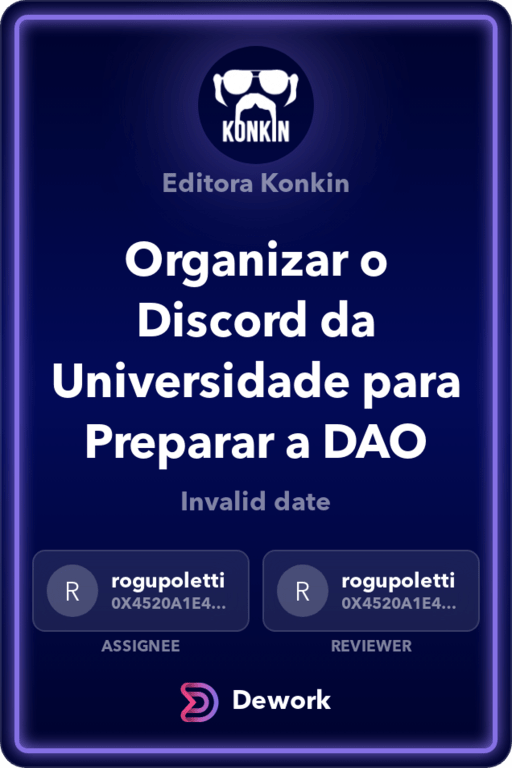 KONKIN
Editora Konkin
Organizar o
Discord da
Universidade para
Preparar a DAO
Invalid date
R
rogupoletti
0X4520A1E4...
ASSIGNEE
R
rogupoletti
0X4520A1E4...
REVIEWER
Dework